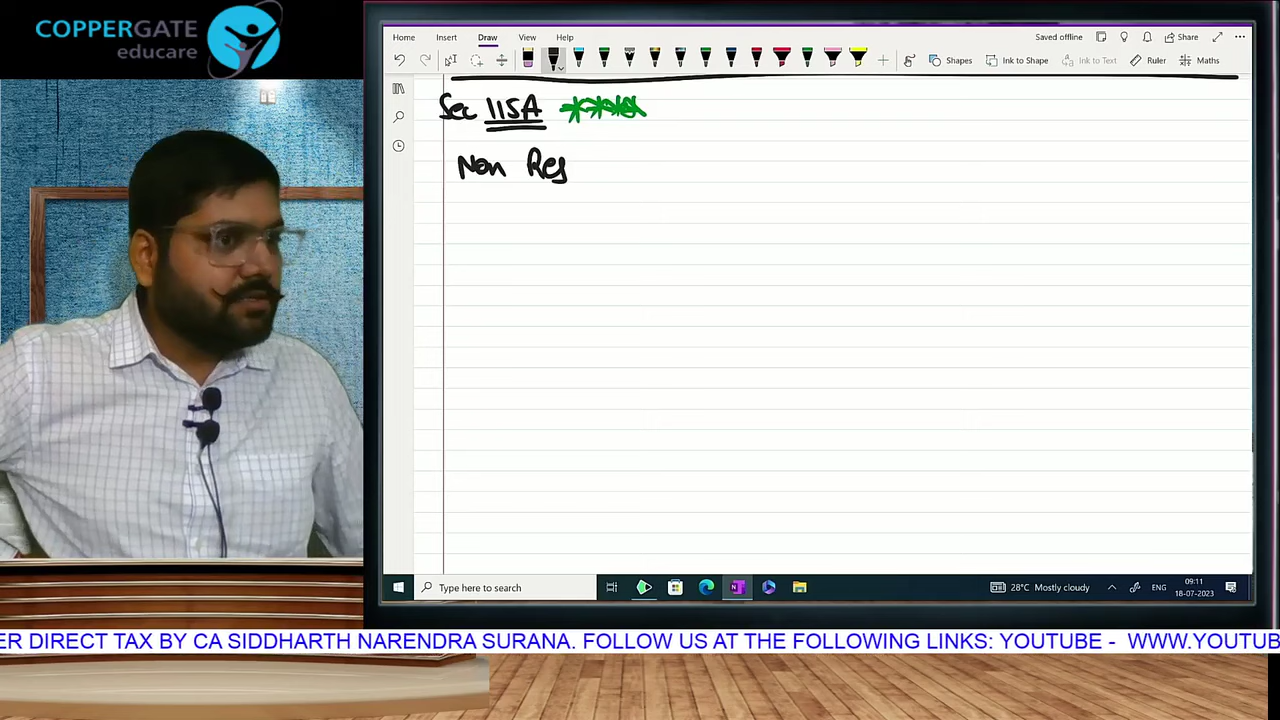 COPPERGATE
educare
Home Insert Draw View Help
Saved offline
Share
Shapes
Ink to Shape
Ink to Text
Ruler
Maths
Sec 115A ****
Non Res
Type here to search
28°C Mostly cloudy
ENG
09:11
18-07-2023
ER DIRECT TAX BY CA SIDDHARTH NARENDRA SURANA. FOLLOW US AT THE FOLLOWING LINKS: YOUTUBE - WWW.YOUTUB